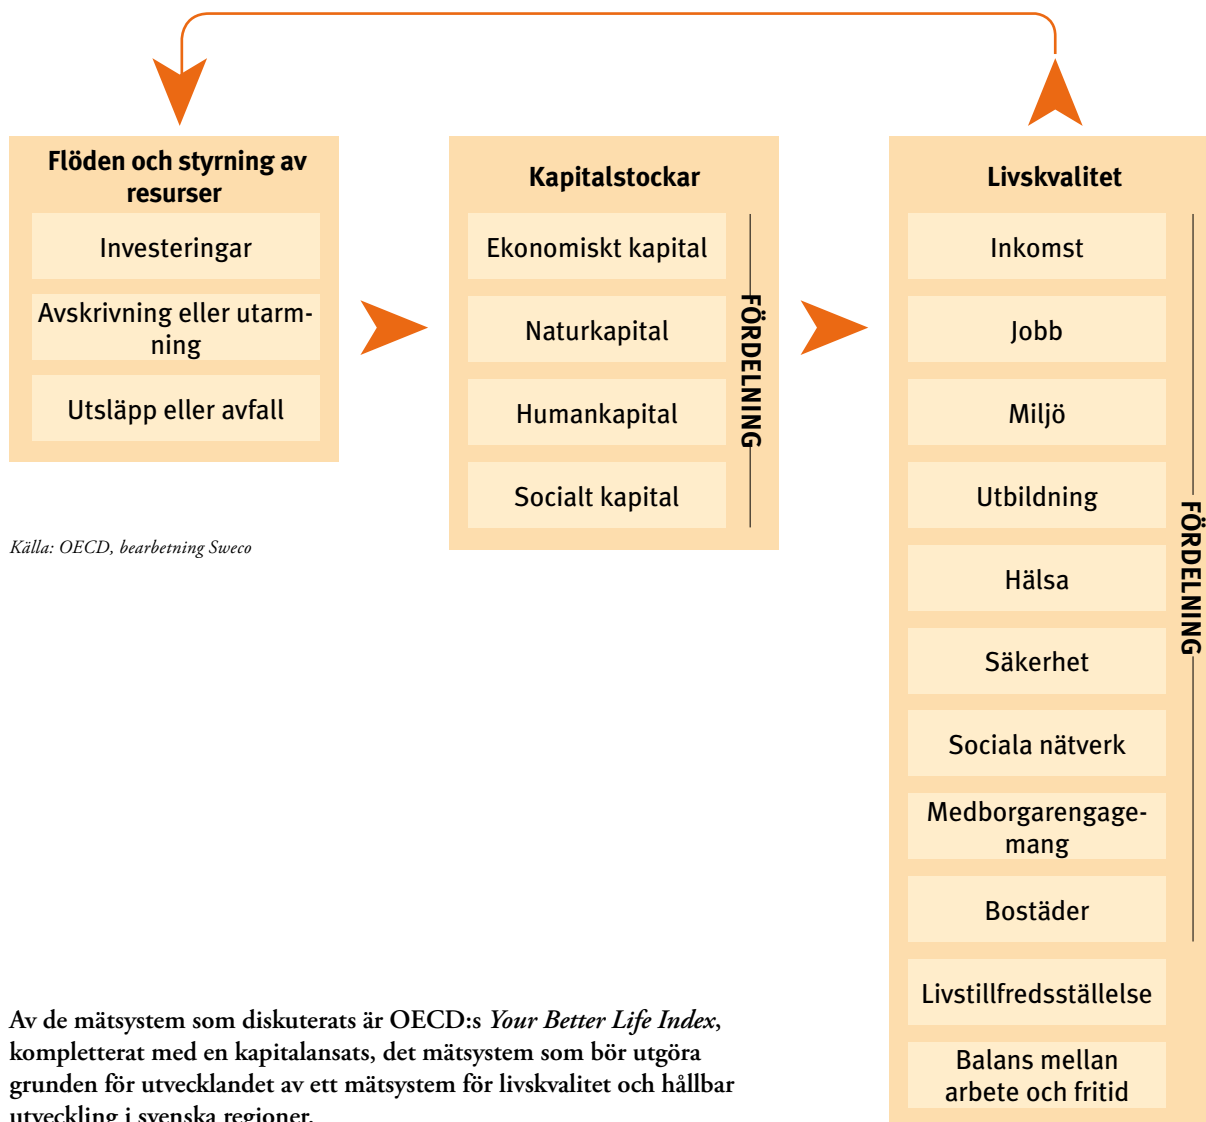 Flöden och styrning av
resurser
Investeringar
Avskrivning eller utarm-
ning
Utsläpp eller avfall
Källa: OECD, bearbetning Sweco
Kapitalstockar
Ekonomiskt kapital
Naturkapital
Humankapital
Socialt kapital
FÖRDELNING
Livskvalitet
Inkomst
Jobb
Miljö
Utbildning
Hälsa
Säkerhet
Sociala nätverk
Medborgarengage-
mang
Bostäder
Livstillfredsställelse
Balans mellan
arbete och fritid
FÖRDELNING
Av de mätsystem som diskuterats är OECD:s Your Better Life Index,
kompletterat med en kapitalansats, det mätsystem som bör utgöra
grunden för utvecklandet av ett mätsystem för livskvalitet och hållbar
utveckling i svenska regioner.